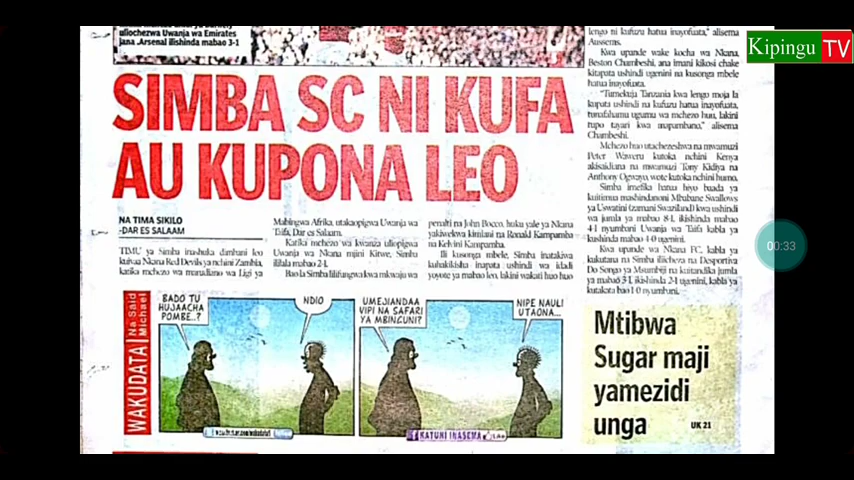 uliochezwa Uwanja wa Emirates
jana .Arsenal ilishinda mabao 3-1
SIMBA SC NI KUFA
AU KUPONA LEO
NA TIMA SIKILO
-DAR ES SALAAM
TIMU ya Simba inashuka dimbani leo
kuivaa Nkana Red Devils ya nchini Zambia,
katika mchezo wa marudiano wa Ligi ya
Mabingwa Afrika, utakaopigwa Uwanja wa
Taifa, Dar es Salaam.
Katika mchezo wa kwanza uliopigwa
Uwanja wa Nkana mjini Kitwe, Simba
ililala mabao 2-1.
Bao la Simba lilifungwa kwa mkwaju wa
penalti na John Bocco, huku yale ya Nkana
yakiwekwa kimiani na Ronald Kampamba
na Kelvin Kampamba.
Ili kusonga mbele, Simba inatakiwa
kuhakikisha inapata ushindi wa idadi
yoyote ya mabao leo, lakini wakati huo huo
lengo ni kufuzu hatua inayofuata," alisema
Aussems.
Kwa upande wake kocha wa Nkana,
Beston Chambeshi, ana imani kikosi chake
kitapata ushindi ugenini na kusonga mbele
hatua inayofuata.
"Tumekuja Tanzania kwa lengo moja la
kupata ushindi na kufuzu hatua inayofuata,
tunafahamu ugumu wa mchezo huu, lakini
tupo tayari kwa mapambano," alisema
Chambeshi.
Mchezo huo utachezeshwa na mwamuzi
Peter Waweru kutoka nchini Kenya
akisaidiana na mwamuzi Tony Kidiya na
Anthony Ogwayo, wote kutoka nchini humo.
Simba imefika hatua hiyo baada ya
kuitimua mashindanoni Mbabane Swallows
ya Uswatini (zamani Swaziland) kwa ushindi
wa jumla ya mabao 8-1, ikishinda mabao
4-1 nyumbani Uwanja wa Taifa kabla ya
kushinda mabao 4-0 ugenini.
Kwa upande wa Nkana FC, kabla ya
kukutana na Simba iliicheza na Desportiva
Do Songo ya Msumbiji na kuitandika jumla
ya mabao 3-1, ikishinda 2-1 ugenini, kabla ya
kutakata bao 1-0 nyumbani.
WAKUDATA
Na Said Michael
BADO TU
HUJAACHA
POMBE..?
NDIO
UMEJIANDAA
VIPI NA SAFARI
YA MBINGUNI?
NIPE NAULI
UTAONA...
KATUNI INASEMA
Mtibwa
Sugar maji
yamezidi
unga
UK 21
Kipingu TV
00:33